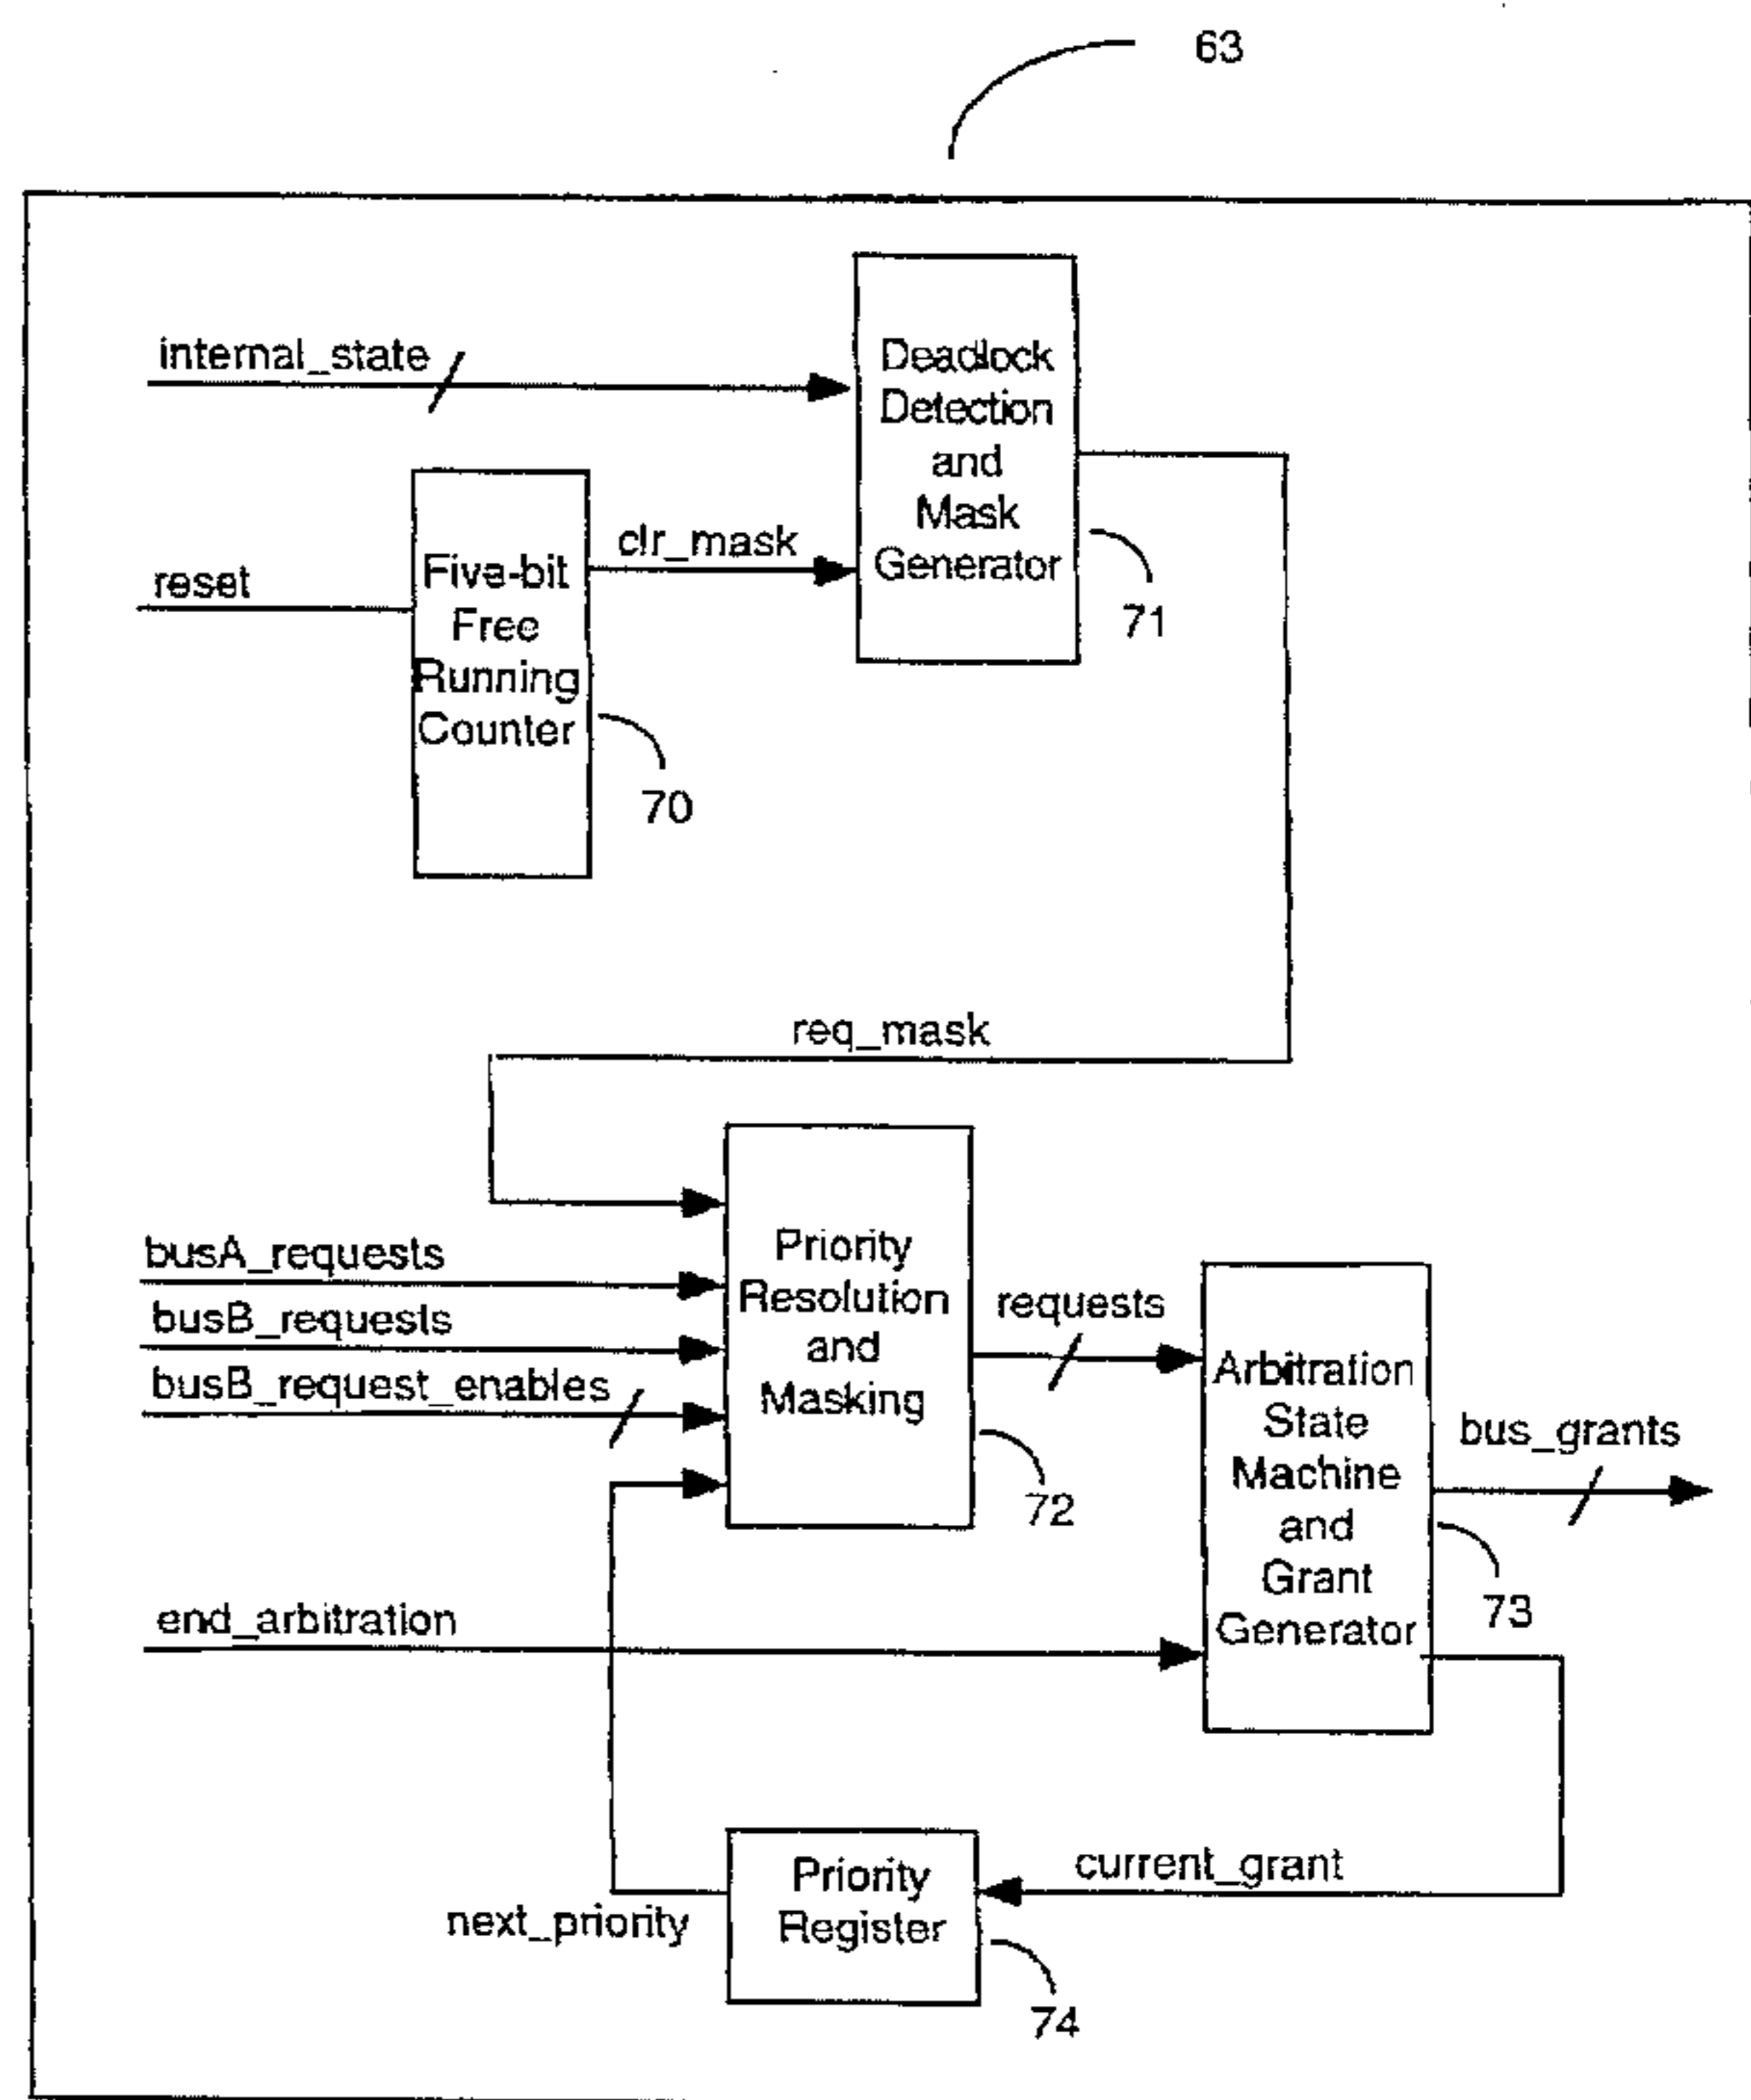 63
internal_state
Deadlock
Detection
and
Mask
Generator
71
clr_mask
reset
Five-bit
Free
Running
Counter
70
req_mask
busA_requests
busB_requests
busB_request_enables
Priority
Resolution
and
Masking
72
requests
Arbitration
State
Machine
and
Grant
Generator
73
bus_grants
end_arbitration
Priority
Register
74
current_grant
next_priority